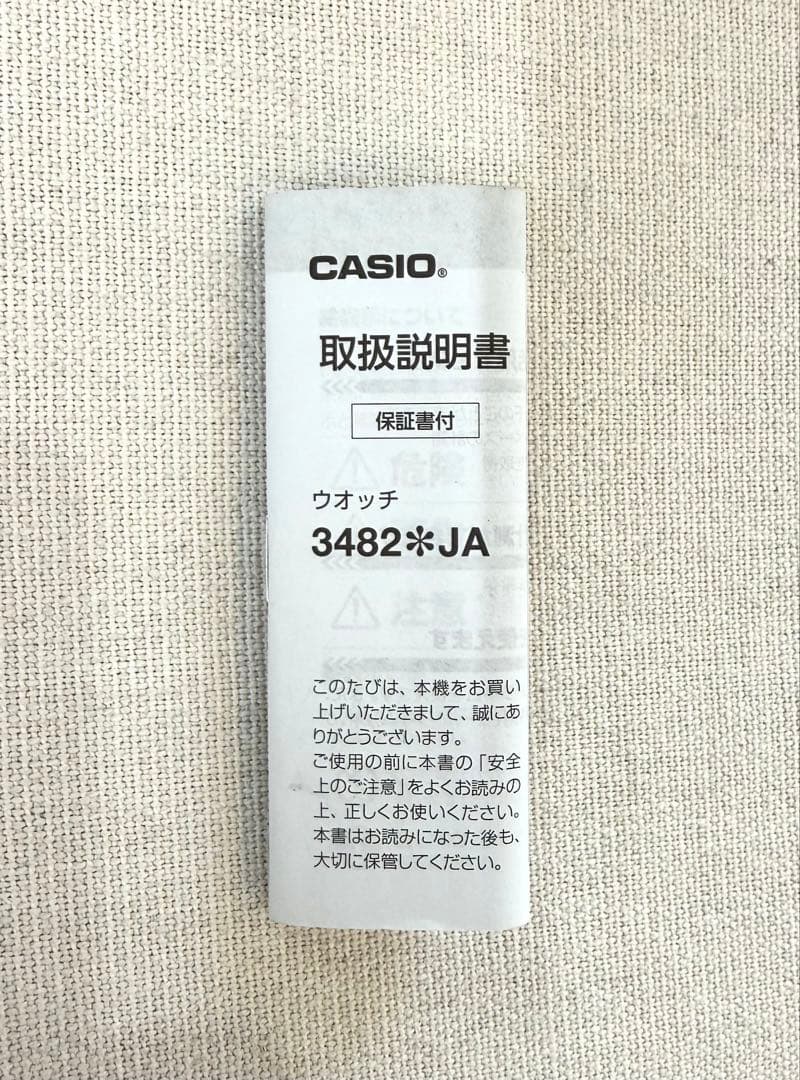 CASIO®
取扱説明書
保証書付
ウオッチ
3482＊JA
このたびは、本機をお買い
上げいただきまして、誠にあ
りがとうございます。
ご使用の前に本書の「安全
上のご注意」をよくお読みの
上、正しくお使いください。
本書はお読みになった後も、
大切に保管してください。